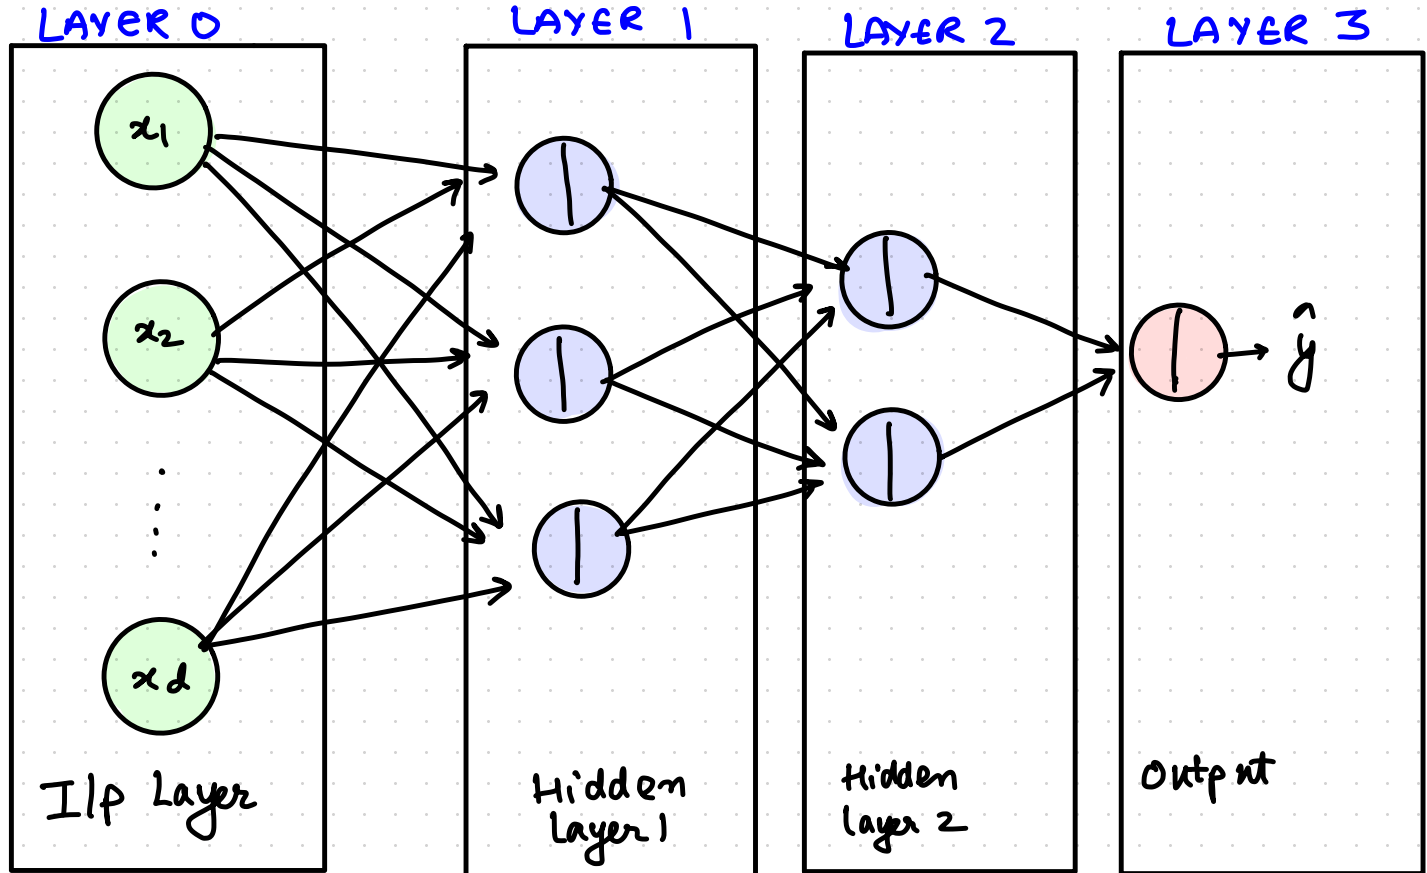 LAYER 0
LAYER 1
LAYER 2
LAYER 3
x1
x2
xd
ŷ
I/p Layer
Hidden
Layer 1
Hidden
layer 2
Output